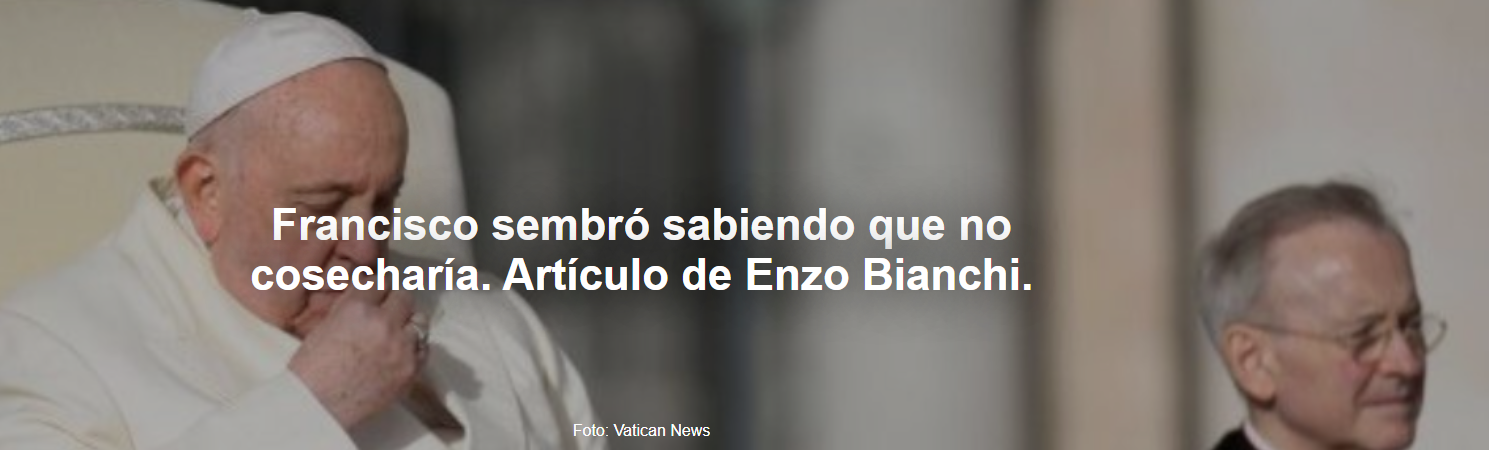 Francisco sembró sabiendo que no
cosecharía. Artículo de Enzo Bianchi.
Foto: Vatican News